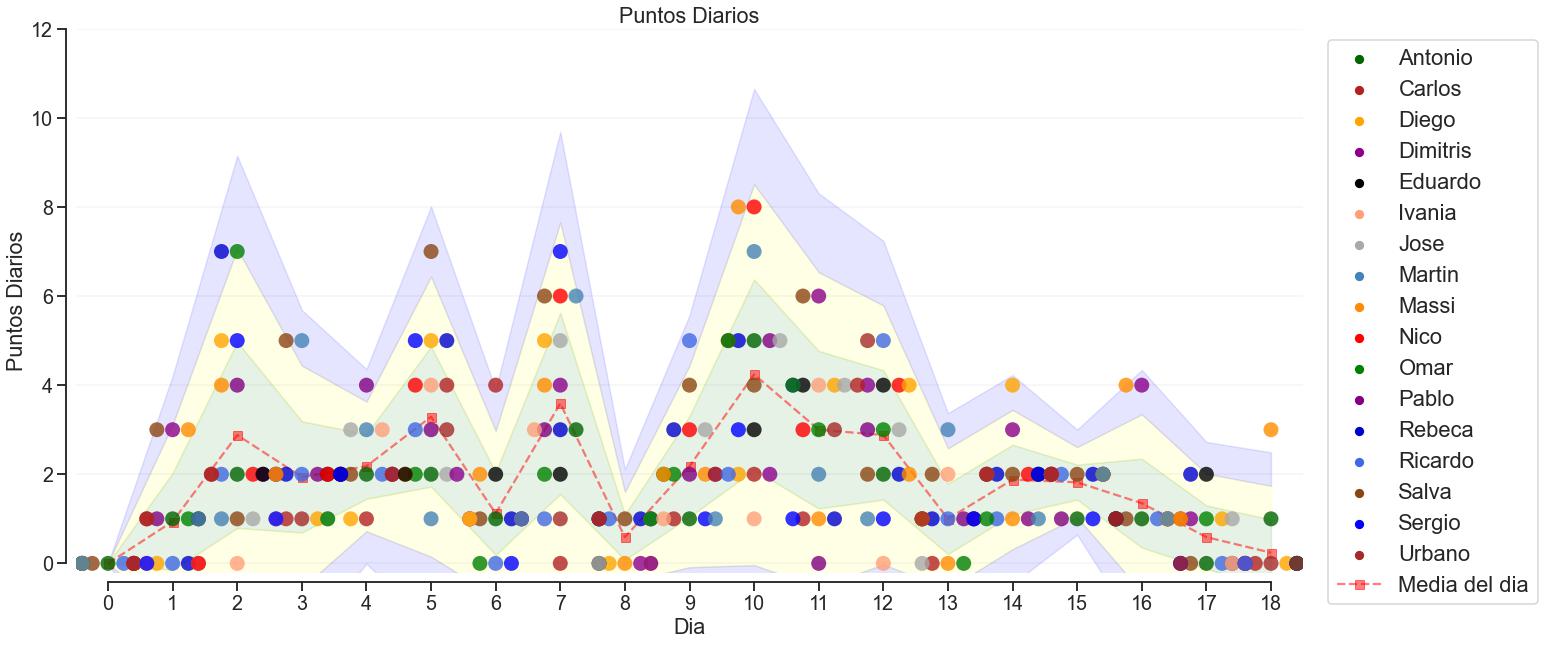 Puntos Diarios
12
10
8
6
4
2
0
Puntos Diarios
0 1 2 3 4 5 6 7 8 9 10 11 12 13 14 15 16 17 18
Dia
Antonio
Carlos
Diego
Dimitris
Eduardo
Ivania
Jose
Martin
Massi
Nico
Omar
Pablo
Rebeca
Ricardo
Salva
Sergio
Urbano
Media del dia